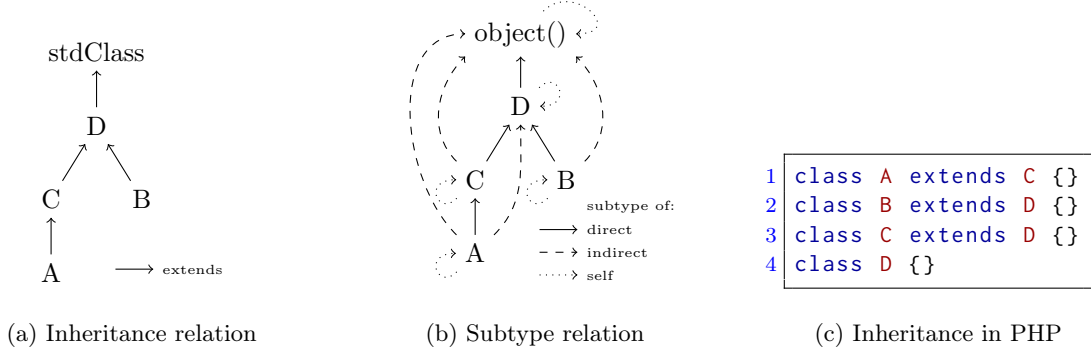 stdClass
D
C
B
A
extends
(a) Inheritance relation
object()
D
C
B
A
subtype of:
direct
indirect
self
(b) Subtype relation
1 class A extends C {}
2 class B extends D {}
3 class C extends D {}
4 class D {}
(c) Inheritance in PHP